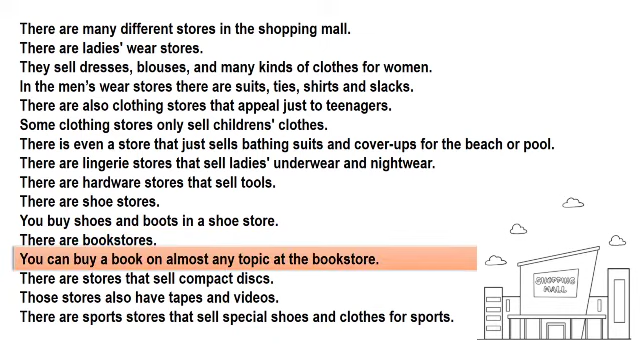 There are many different stores in the shopping mall.
There are ladies' wear stores.
They sell dresses, blouses, and many kinds of clothes for women.
In the men's wear stores there are suits, ties, shirts and slacks.
There are also clothing stores that appeal just to teenagers.
Some clothing stores only sell childrens' clothes.
There is even a store that just sells bathing suits and cover-ups for the beach or pool.
There are lingerie stores that sell ladies' underwear and nightwear.
There are hardware stores that sell tools.
There are shoe stores.
You buy shoes and boots in a shoe store.
There are bookstores.
You can buy a book on almost any topic at the bookstore.
There are stores that sell compact discs.
Those stores also have tapes and videos.
There are sports stores that sell special shoes and clothes for sports.
SHOPPING
MALL